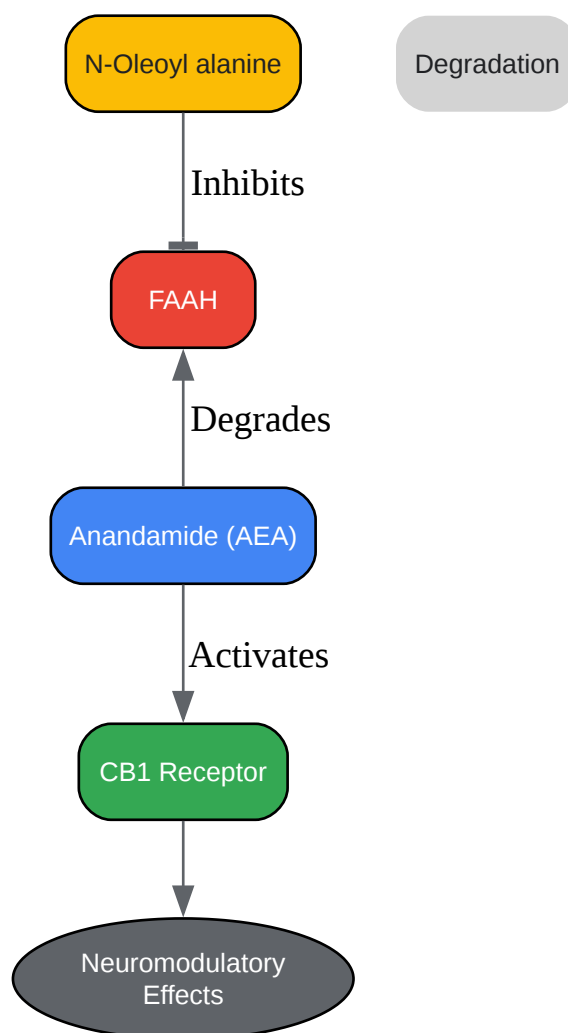 N-Oleoyl alanine
Degradation
Inhibits
FAAH
Degrades
Anandamide (AEA)
Activates
CB1 Receptor
Neuromodulatory
Effects